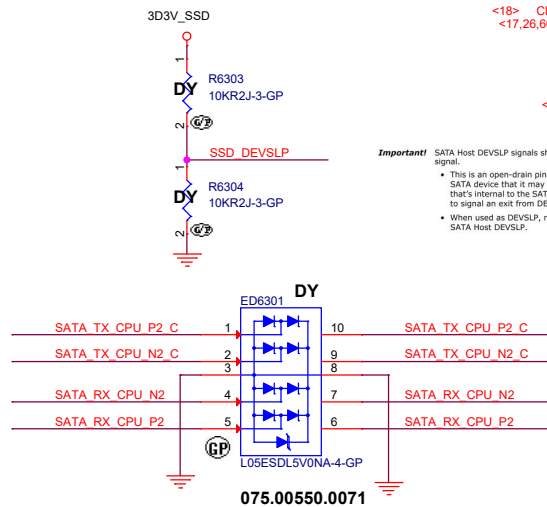 <18> Cl
<17,26,6
3D3V_SSD
1
DY
R6303
10KR2J-3-GP
2
G/P
<
SSD_DEVSLP
Important! SATA Host DEVSLP signals sh
signal.
• This is an open-drain pin
SATA device that it may
that's internal to the SAT
to signal an exit from DE
• When used as DEVSLP, n
SATA Host DEVSLP.
1
DY
R6304
10KR2J-3-GP
2
G/P
DY
ED6301
SATA_TX_CPU_P2_C 1 10 SATA_TX_CPU_P2_C
SATA_TX_CPU_N2_C 2 9 SATA_TX_CPU_N2_C
3 8
SATA_RX_CPU_N2 4 7 SATA_RX_CPU_N2
SATA_RX_CPU_P2 5 6 SATA_RX_CPU_P2
GP
L05ESDL5V0NA-4-GP
075.00550.0071